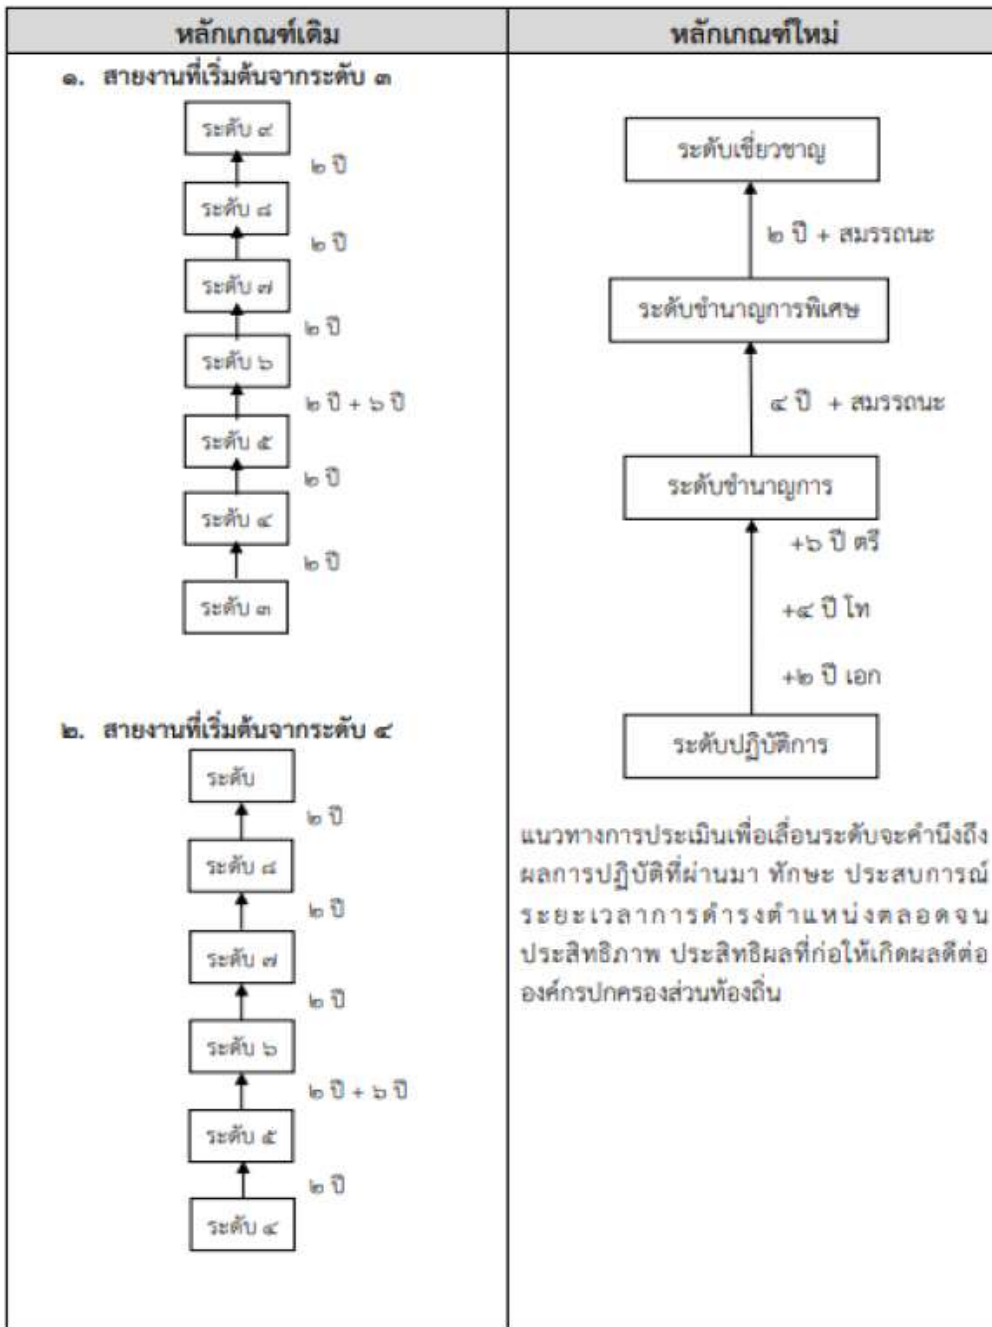 หลักเกณฑ์เดิม
๑. สายงานที่เริ่มต้นจากระดับ ๓
ระดับ ๙
๒ ปี
ระดับ ๘
๒ ปี
ระดับ ๗
๒ ปี
ระดับ ๖
๒ ปี + ๖ ปี
ระดับ ๕
๒ ปี
ระดับ ๔
๒ ปี
ระดับ ๓
๒. สายงานที่เริ่มต้นจากระดับ ๔
ระดับ
๒ ปี
ระดับ ๘
๒ ปี
ระดับ ๗
๒ ปี
ระดับ ๖
๒ ปี + ๖ ปี
ระดับ ๕
๒ ปี
ระดับ ๔
หลักเกณฑ์ใหม่
ระดับเชี่ยวชาญ
๒ ปี + สมรรถนะ
ระดับชำนาญการพิเศษ
๔ ปี + สมรรถนะ
ระดับชำนาญการ
+๖ ปี ตรี
+๔ ปี โท
+๒ ปี เอก
ระดับปฏิบัติการ
แนวทางการประเมินเพื่อเลื่อนระดับจะคำนึงถึง
ผลการปฏิบัติที่ผ่านมา ทักษะ ประสบการณ์
ระยะเวลาการดำรงตำแหน่งตลอดจน
ประสิทธิภาพ ประสิทธิผลที่ก่อให้เกิดผลดีต่อ
องค์กรปกครองส่วนท้องถิ่น